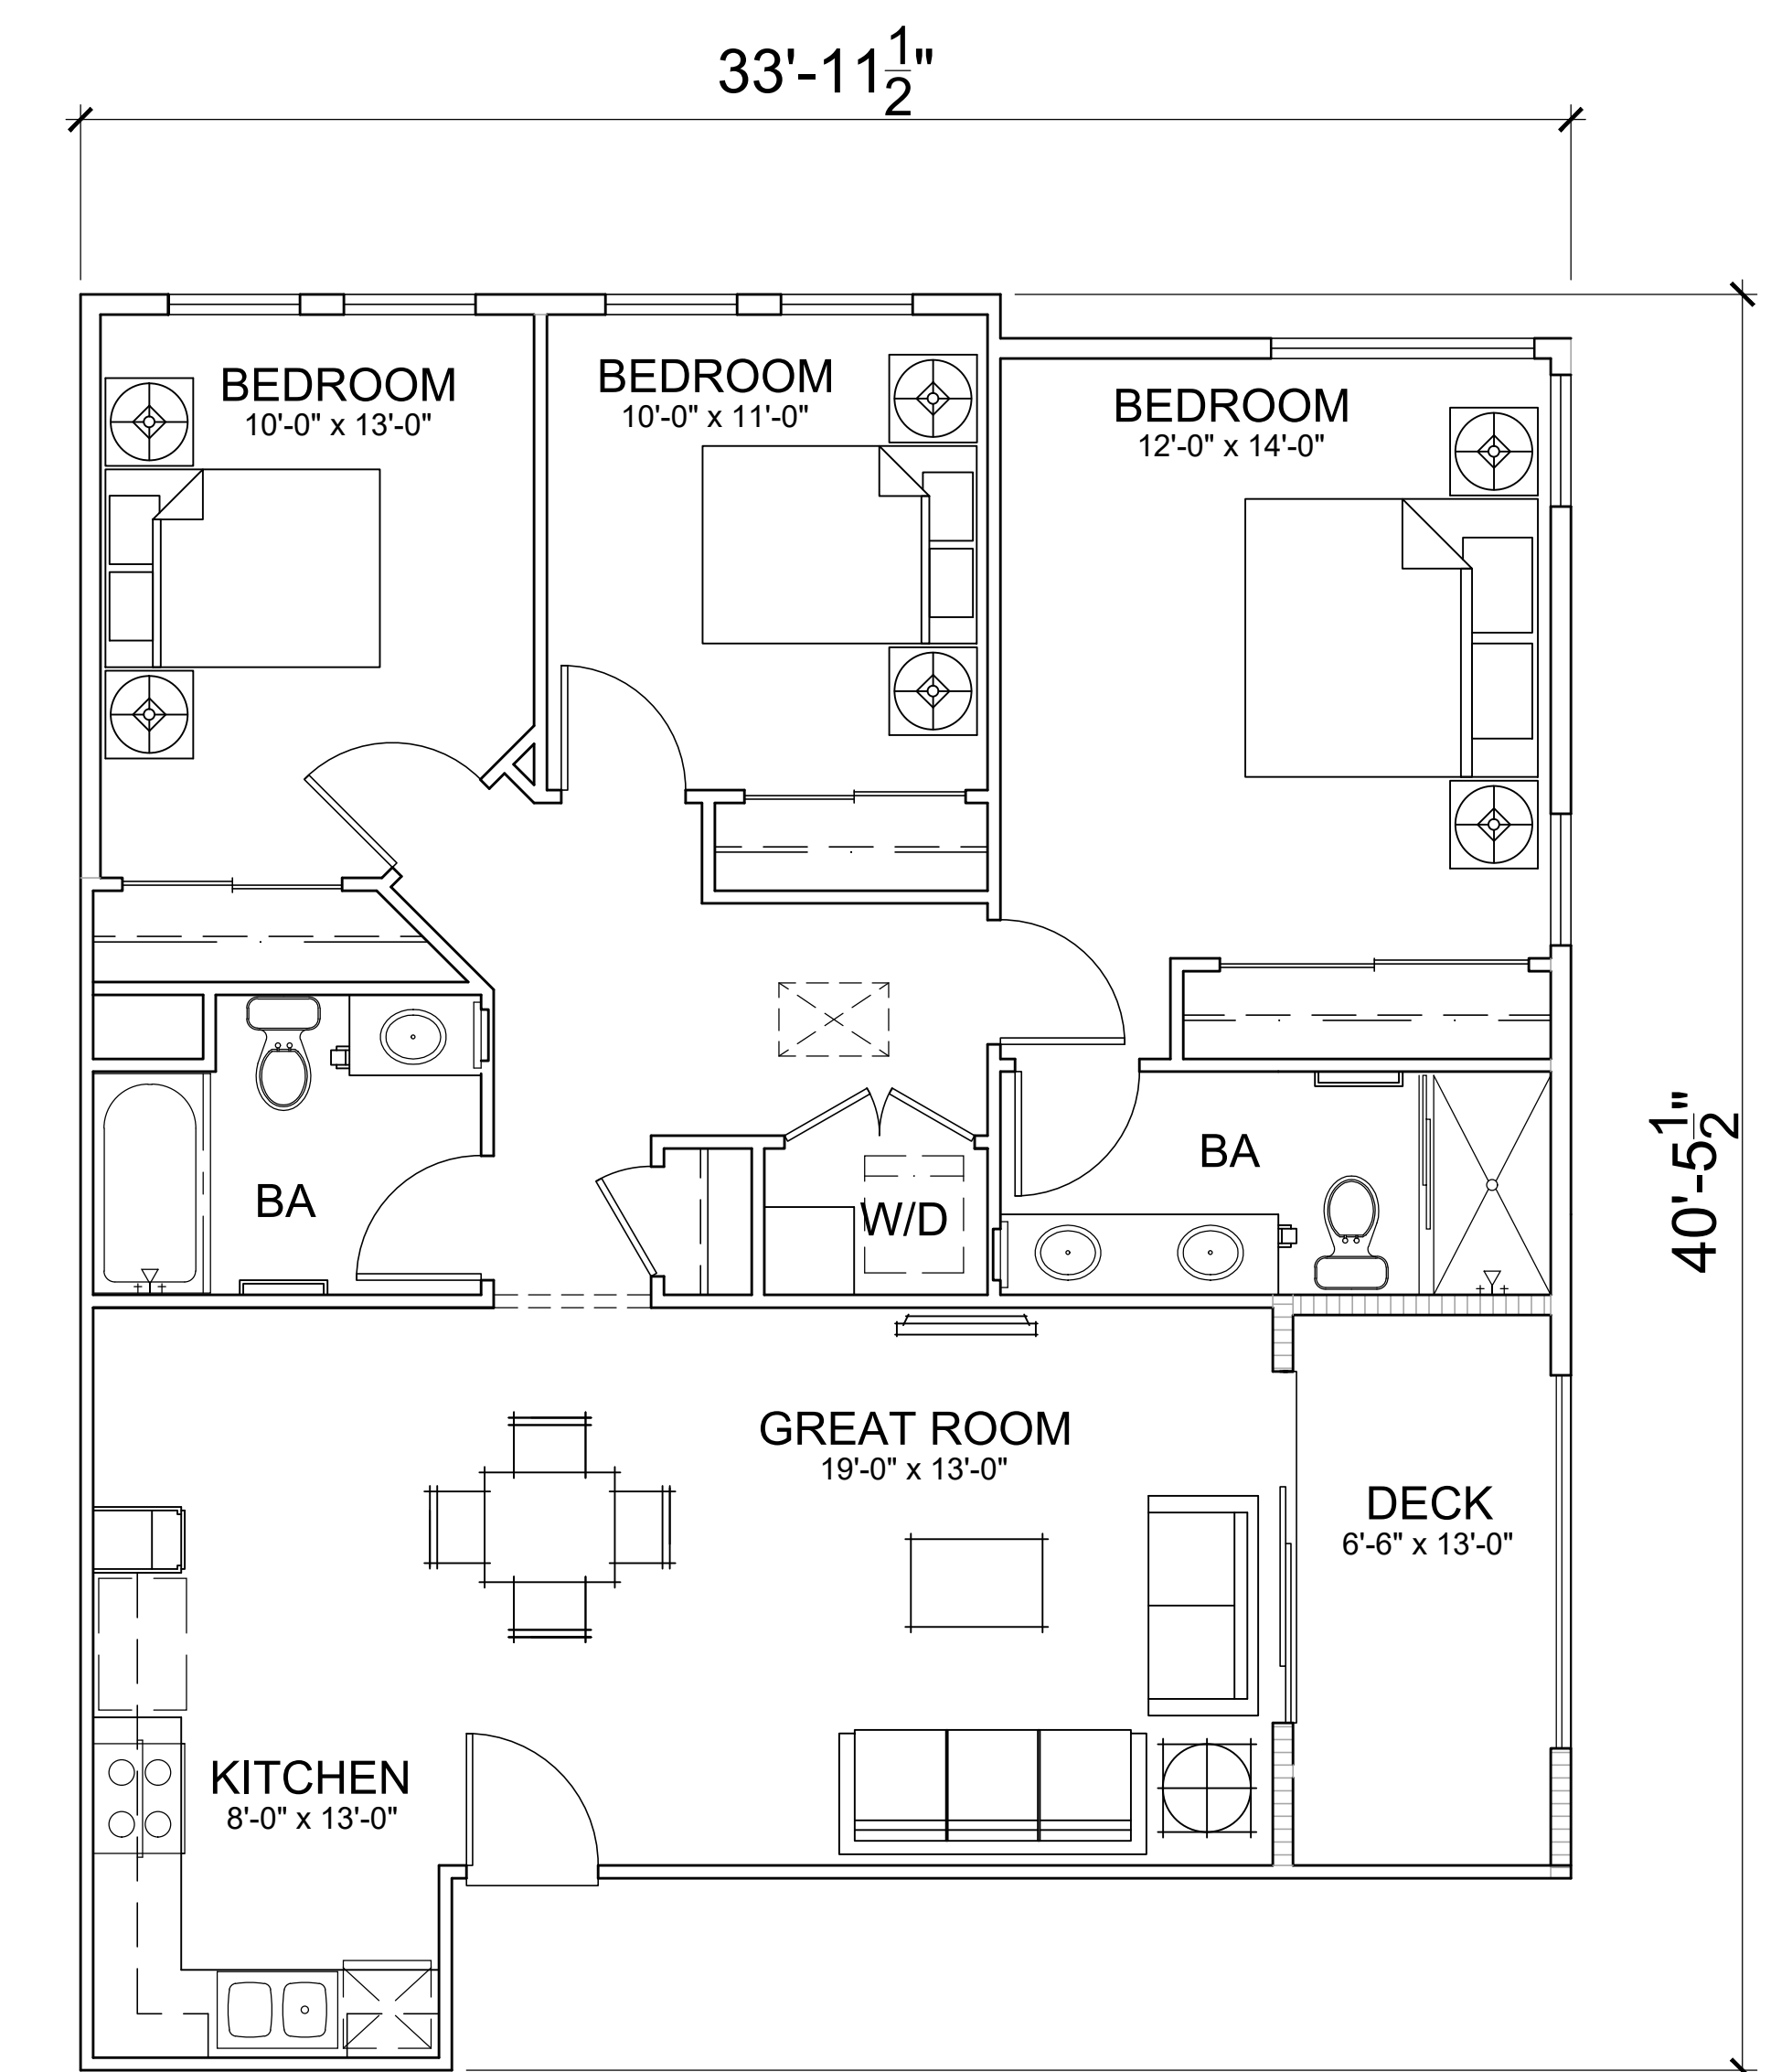 33'-11 1/2"
BEDROOM
10'-0" x 13'-0"
BEDROOM
10'-0" x 11'-0"
BEDROOM
12'-0" x 14'-0"
40'-5 1/2"
BA
W/D
BA
GREAT ROOM
19'-0" x 13'-0"
DECK
6'-6" x 13'-0"
KITCHEN
8'-0" x 13'-0"